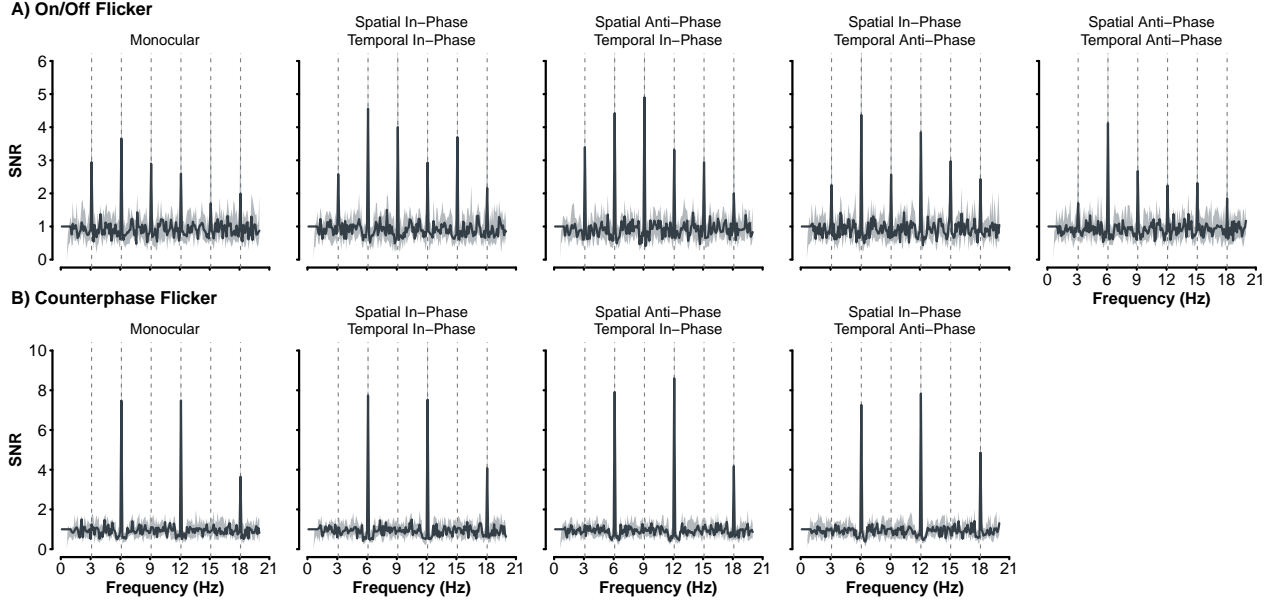 A) On/Off Flicker
Monocular
Spatial In−Phase
Temporal In−Phase
Spatial Anti−Phase
Temporal In−Phase
Spatial In−Phase
Temporal Anti−Phase
Spatial Anti−Phase
Temporal Anti−Phase
SNR
6
5
4
3
2
1
0
0 3 6 9 12 15 18 21
Frequency (Hz)
B) Counterphase Flicker
Monocular
Spatial In−Phase
Temporal In−Phase
Spatial Anti−Phase
Temporal In−Phase
Spatial In−Phase
Temporal Anti−Phase
SNR
10
8
6
4
2
0
0 3 6 9 12 15 18 21
Frequency (Hz)
0 3 6 9 12 15 18 21
Frequency (Hz)
0 3 6 9 12 15 18 21
Frequency (Hz)
0 3 6 9 12 15 18 21
Frequency (Hz)